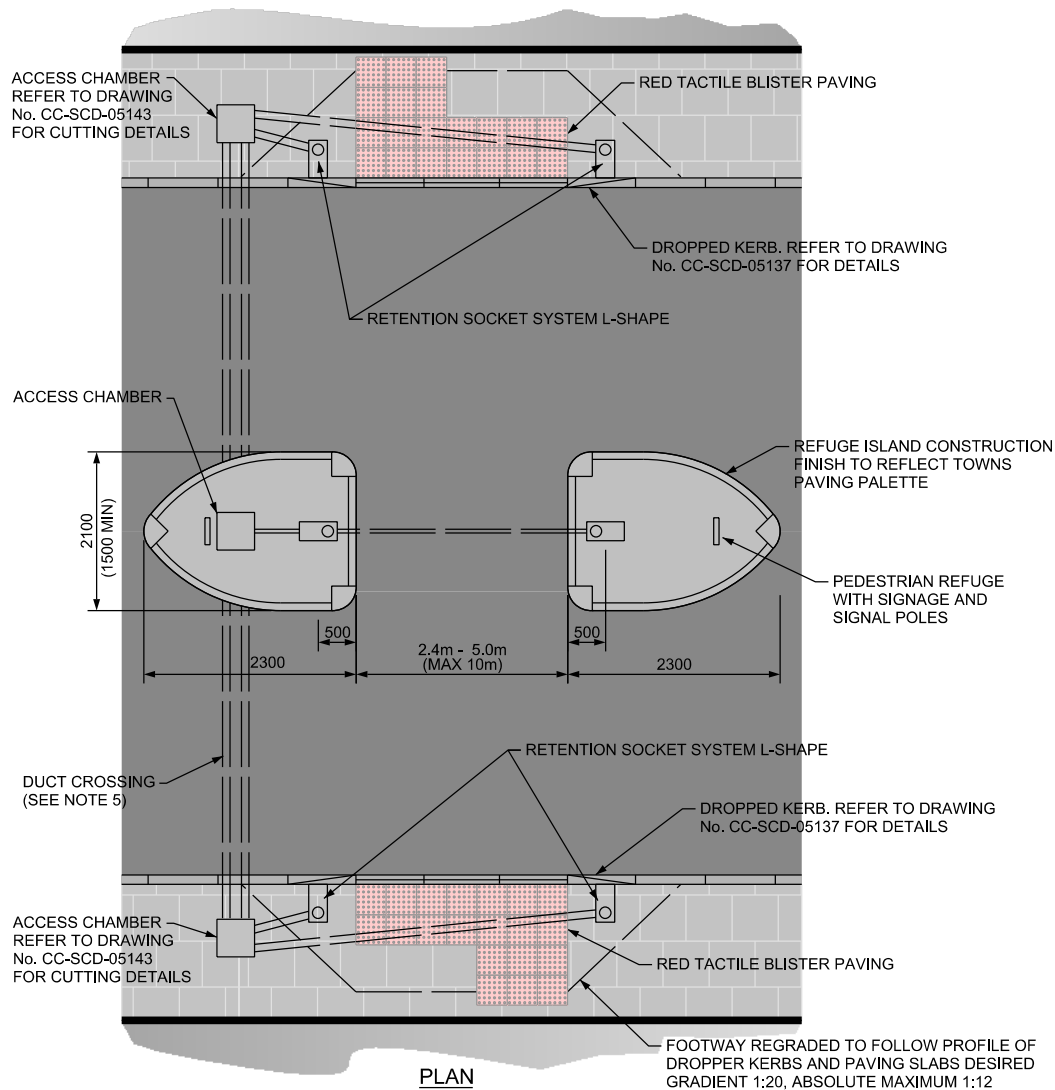 ACCESS CHAMBER
REFER TO DRAWING
No. CC-SCD-05143
FOR CUTTING DETAILS
RED TACTILE BLISTER PAVING
DROPPED KERB. REFER TO DRAWING
No. CC-SCD-05137 FOR DETAILS
RETENTION SOCKET SYSTEM L-SHAPE
ACCESS CHAMBER
REFUGE ISLAND CONSTRUCTION
FINISH TO REFLECT TOWNS
PAVING PALETTE
2100
(1500 MIN)
PEDESTRIAN REFUGE
WITH SIGNAGE AND
SIGNAL POLES
500
500
2300
2.4m - 5.0m
(MAX 10m)
2300
RETENTION SOCKET SYSTEM L-SHAPE
DUCT CROSSING
(SEE NOTE 5)
DROPPED KERB. REFER TO DRAWING
No. CC-SCD-05137 FOR DETAILS
ACCESS CHAMBER
REFER TO DRAWING
No. CC-SCD-05143
FOR CUTTING DETAILS
RED TACTILE BLISTER PAVING
FOOTWAY REGRADED TO FOLLOW PROFILE OF
DROPPER KERBS AND PAVING SLABS DESIRED
GRADIENT 1:20, ABSOLUTE MAXIMUM 1:12
PLAN